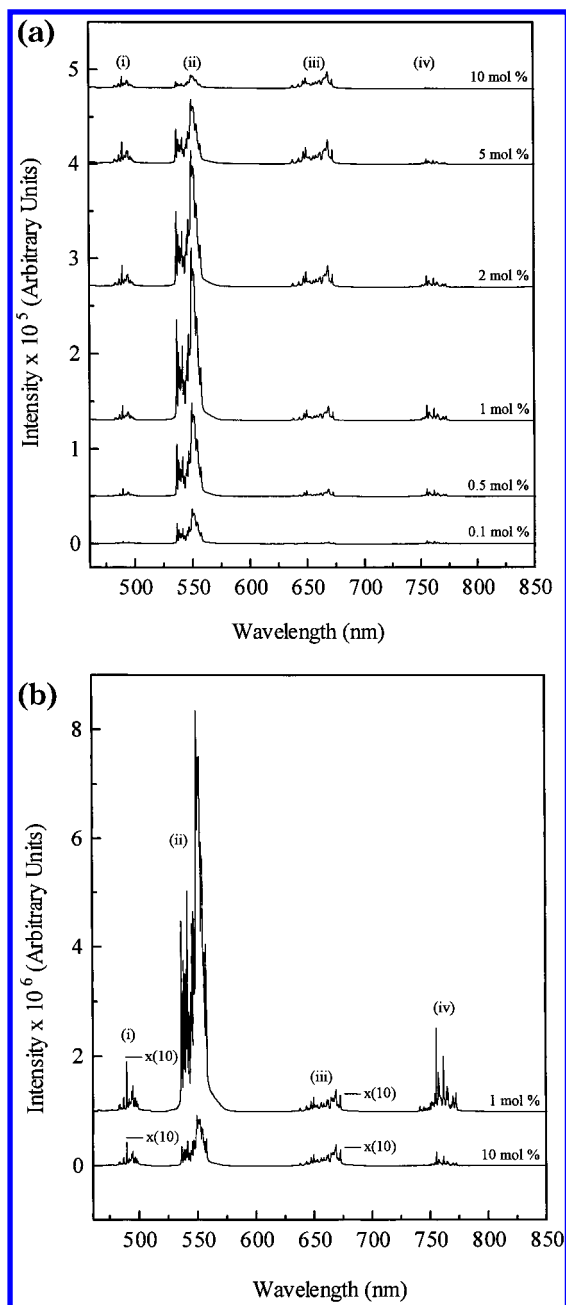 (a)
(i) (ii) (iii) (iv)
5
10 mol %
5 mol %
4
3
2 mol %
2
1 mol %
1
0.5 mol %
0.1 mol %
0
Intensity x 10 5 (Arbitrary Units)
500 550 600 650 700 750 800 850
Wavelength (nm)
(b)
8
(ii)
6
4
(iv)
2
(i)
x(10)
(iii)
x(10)
1 mol %
x(10)
x(10)
10 mol %
0
Intensity x 10 6 (Arbitrary Units)
500 550 600 650 700 750 800 850
Wavelength (nm)